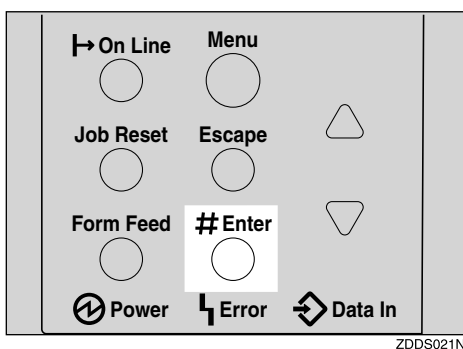 On Line Menu
Job Reset Escape
Form Feed # Enter
Power Error Data In
ZDDS021N